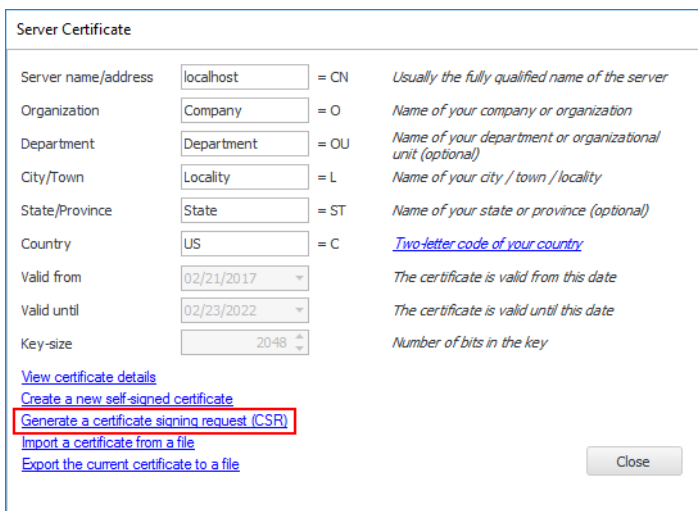 Server Certificate
Server name/address localhost = CN Usually the fully qualified name of the server
Organization Company = O Name of your company or organization
Department Department = OU Name of your department or organizational
unit (optional)
City/Town Locality = L Name of your city / town / locality
State/Province State = ST Name of your state or province (optional)
Country US = C Two-letter code of your country
Valid from 02/21/2017 The certificate is valid from this date
Valid until 02/23/2022 The certificate is valid until this date
Key-size 2048 Number of bits in the key
View certificate details
Create a new self-signed certificate
Generate a certificate signing request (CSR)
Import a certificate from a file
Export the current certificate to a file
Close